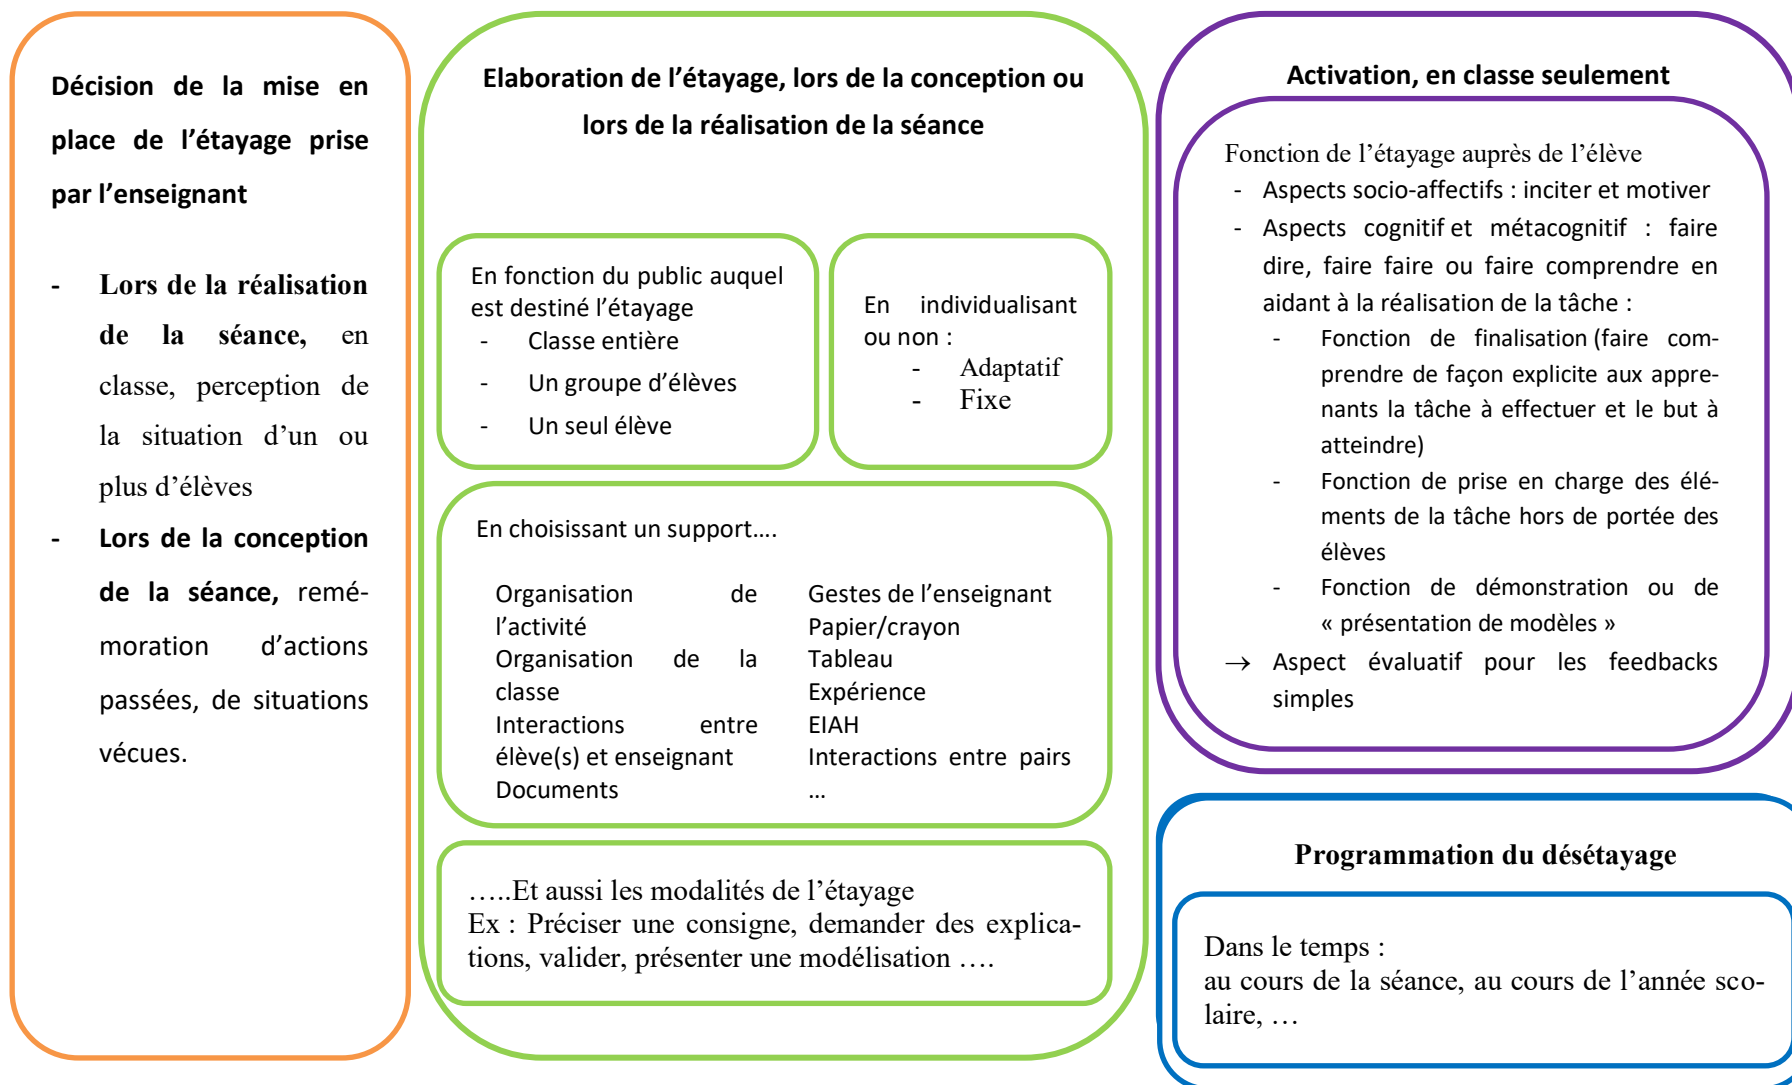 Décision de la mise en
place de l’étayage prise
par l’enseignant
- Lors de la réalisation
de la séance, en
classe, perception de
la situation d’un ou
plus d’élèves
- Lors de la conception
de la séance, remé-
moration d’actions
passées, de situations
vécues.
Elaboration de l’étayage, lors de la conception ou
lors de la réalisation de la séance
En fonction du public auquel
est destiné l’étayage
- Classe entière
- Un groupe d’élèves
- Un seul élève
En individualisant
ou non :
- Adaptatif
- Fixe
En choisissant un support….
Organisation de
l’activité
Organisation de la
classe
Interactions entre
élève(s) et enseignant
Documents
Gestes de l’enseignant
Papier/crayon
Tableau
Expérience
EIAH
Interactions entre pairs
…
…..Et aussi les modalités de l’étayage
Ex : Préciser une consigne, demander des explica-
tions, valider, présenter une modélisation ….
Activation, en classe seulement
Fonction de l’étayage auprès de l’élève
- Aspects socio-affectifs : inciter et motiver
- Aspects cognitif et métacognitif : faire
dire, faire faire ou faire comprendre en
aidant à la réalisation de la tâche :
- Fonction de finalisation (faire com-
prendre de façon explicite aux appre-
nants la tâche à effectuer et le but à
atteindre)
- Fonction de prise en charge des élé-
ments de la tâche hors de portée des
élèves
- Fonction de démonstration ou de
« présentation de modèles »
→ Aspect évaluatif pour les feedbacks
simples
Programmation du désétayage
Dans le temps :
au cours de la séance, au cours de l’année sco-
laire, …